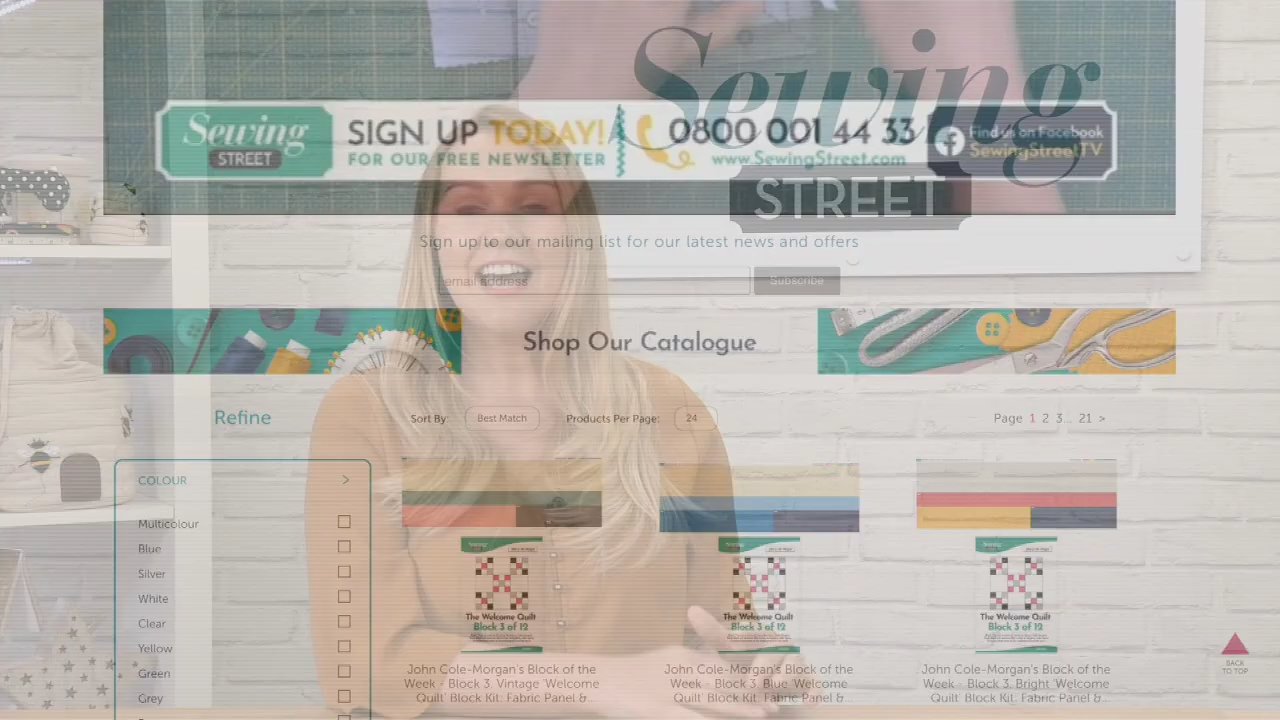 Sewing
STREET
Sewing
STREET
SIGN UP TODAY!
FOR OUR FREE NEWSLETTER
0800 001 44 33
www.SewingStreet.com
Find us on Facebook
SewingStreetTV
Sign up to our mailing list for our latest news and offers
email address
Subscribe
Shop Our Catalogue
Refine
Sort By: Best Match Products Per Page: 24
Page 1 2 3... 21 >
COLOUR >
Multicolour
Blue
Silver
White
Clear
Yellow
Green
Grey
The Welcome Quilt
Block 3 of 12
John Cole-Morgan's Block of the
Week - Block 3. Vintage 'Welcome
Quilt' Block Kit: Fabric Panel &...
The Welcome Quilt
Block 3 of 12
John Cole-Morgan's Block of the
Week - Block 3. Blue 'Welcome
Quilt' Block Kit: Fabric Panel &...
The Welcome Quilt
Block 3 of 12
John Cole-Morgan's Block of the
Week - Block 3. Bright 'Welcome
Quilt' Block Kit: Fabric Panel &...
BACK
TO TOP